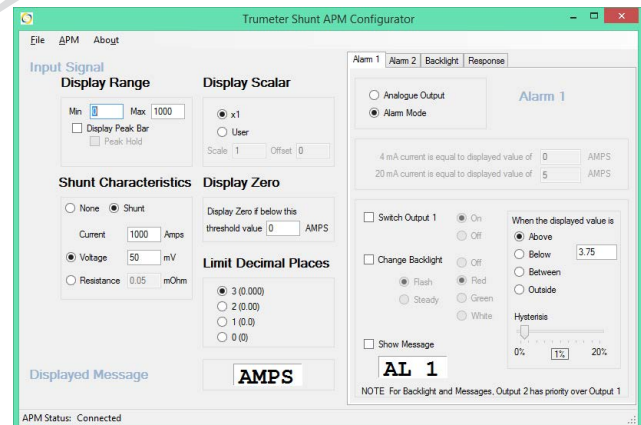 Trumeter Shunt APM Configurator
File APM About
Input Signal
Display Range
Min 0 Max 1000
Display Peak Bar
Peak Hold
Display Scalar
x1
User
Scale 1 Offset 0
Shunt Characteristics
None Shunt
Current 1000 Amps
Voltage 50 mV
Resistance 0.05 mOhm
Display Zero
Display Zero if below this
threshold value 0 AMPS
Limit Decimal Places
3 (0.000)
2 (0.00)
1 (0.0)
0 (0)
Displayed Message
AMPS
Alarm 1 Alarm 2 Backlight Response
Analogue Output
Alarm Mode
Alarm 1
4 mA current is equal to displayed value of 0 AMPS
20 mA current is equal to displayed value of 5 AMPS
Switch Output 1
On
Off
Change Backlight
Flash
Steady
Off
Red
Green
White
When the displayed value is
Above
Below
Between
Outside
3.75
Hysterisis
0% 1% 20%
Show Message
AL 1
NOTE For Backlight and Messages, Output 2 has priority over Output 1
APM Status: Connected